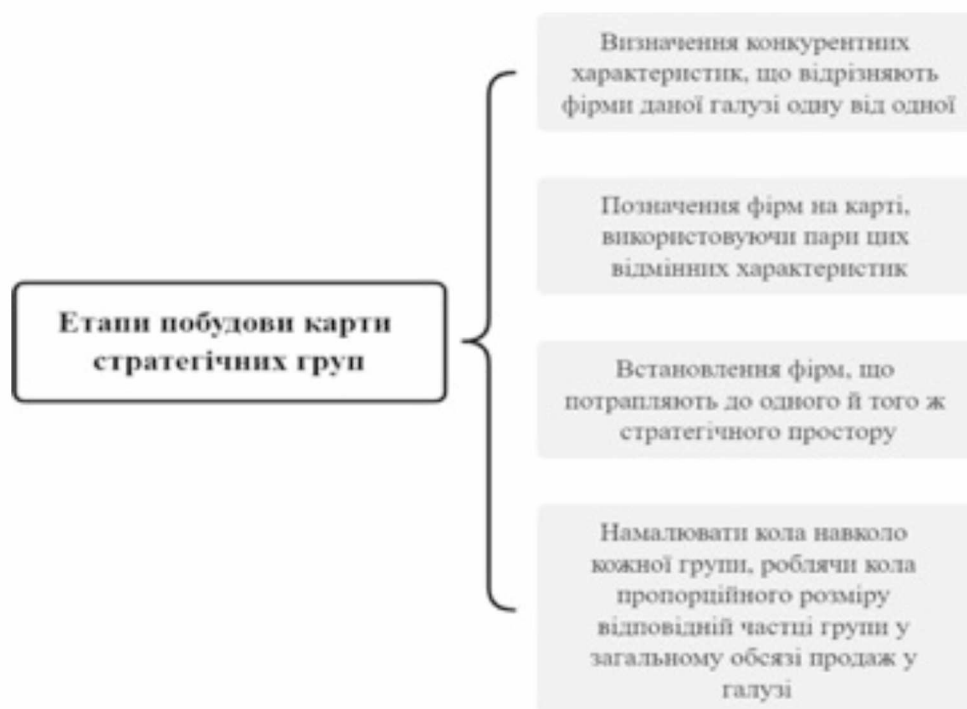 Етапи побудови карти
стратегічних груп
Визначення конкурентних
характеристик, що відрізняють
фірми даної галузі одну від одної
Позначення фірм на карті,
використовуючи пари цих
відмінних характеристик
Встановлення фірм, що
потрапляють до одного й того ж
стратегічного простору
Намалювати кола навколо
кожної групи, роблячи кола
пропорційного розміру
відповідній частці групи у
загальному обсязі продаж у
галузі